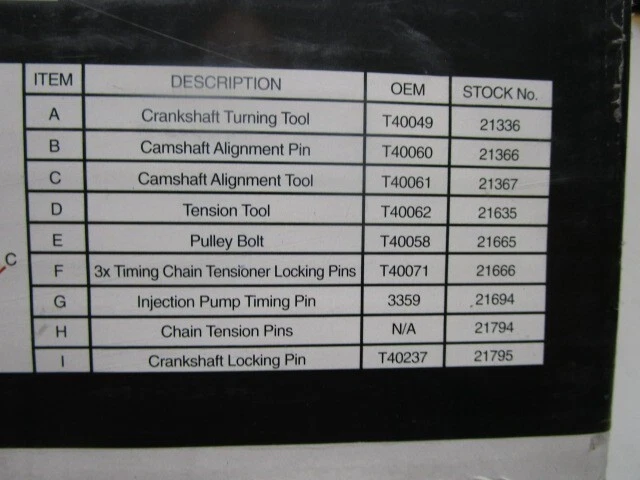 ITEM DESCRIPTION OEM STOCK No.
A Crankshaft Turning Tool T40049 21336
B Camshaft Alignment Pin T40060 21366
C Camshaft Alignment Tool T40061 21367
D Tension Tool T40062 21635
E Pulley Bolt T40058 21665
C
F 3x Timing Chain Tensioner Locking Pins T40071 21666
G Injection Pump Timing Pin 3359 21694
H Chain Tension Pins N/A 21794
I Crankshaft Locking Pin T40237 21795